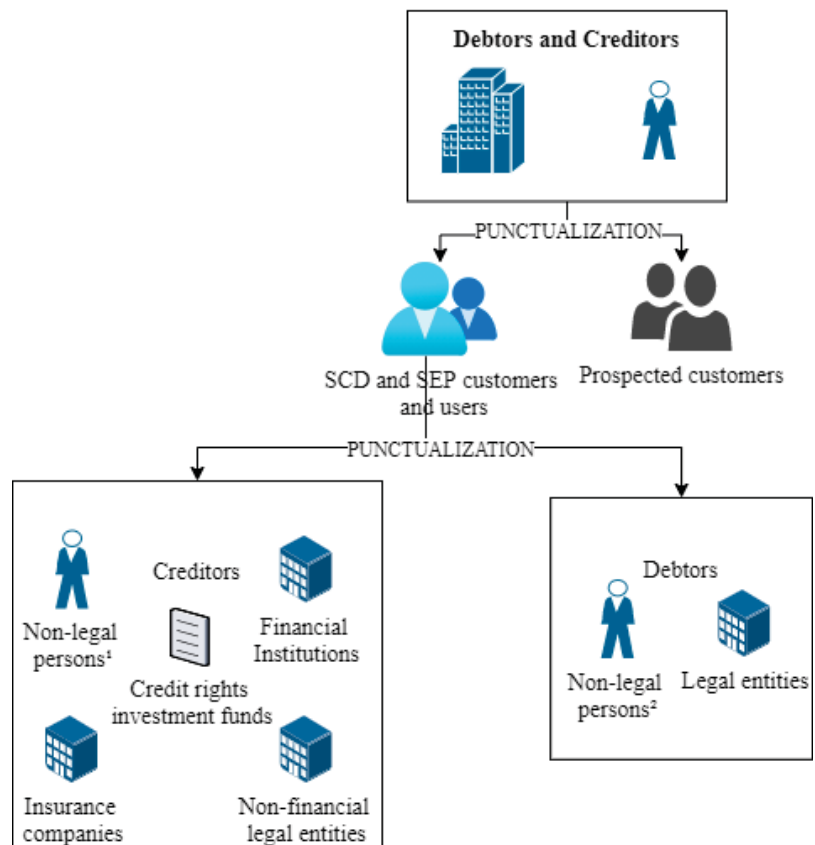 Debtors and Creditors
PUNCTUALIZATION
SCD and SEP customers
and users
Prospected customers
PUNCTUALIZATION
Creditors
Non-legal
persons¹
Financial
Institutions
Credit rights
investment funds
Insurance
companies
Non-financial
legal entities
Debtors
Non-legal
persons²
Legal entities